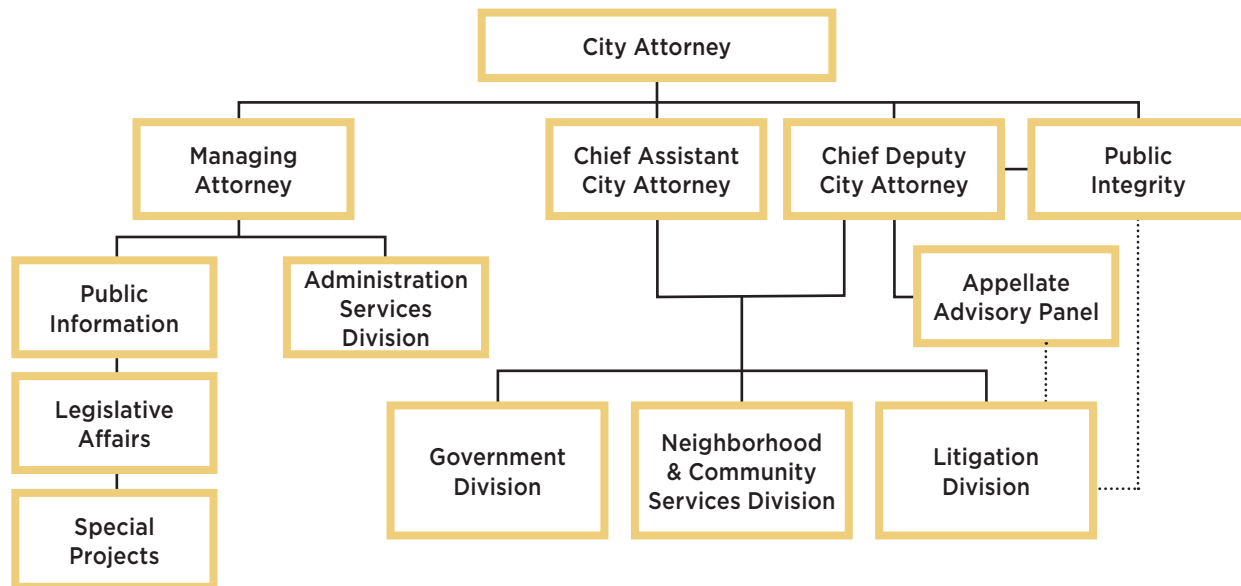 City Attorney
Managing
Attorney
Chief Assistant
City Attorney
Chief Deputy
City Attorney
Public
Integrity
Public
Information
Administration
Services
Division
Appellate
Advisory Panel
Legislative
Affairs
Government
Division
Neighborhood
& Community
Services Division
Litigation
Division
Special
Projects